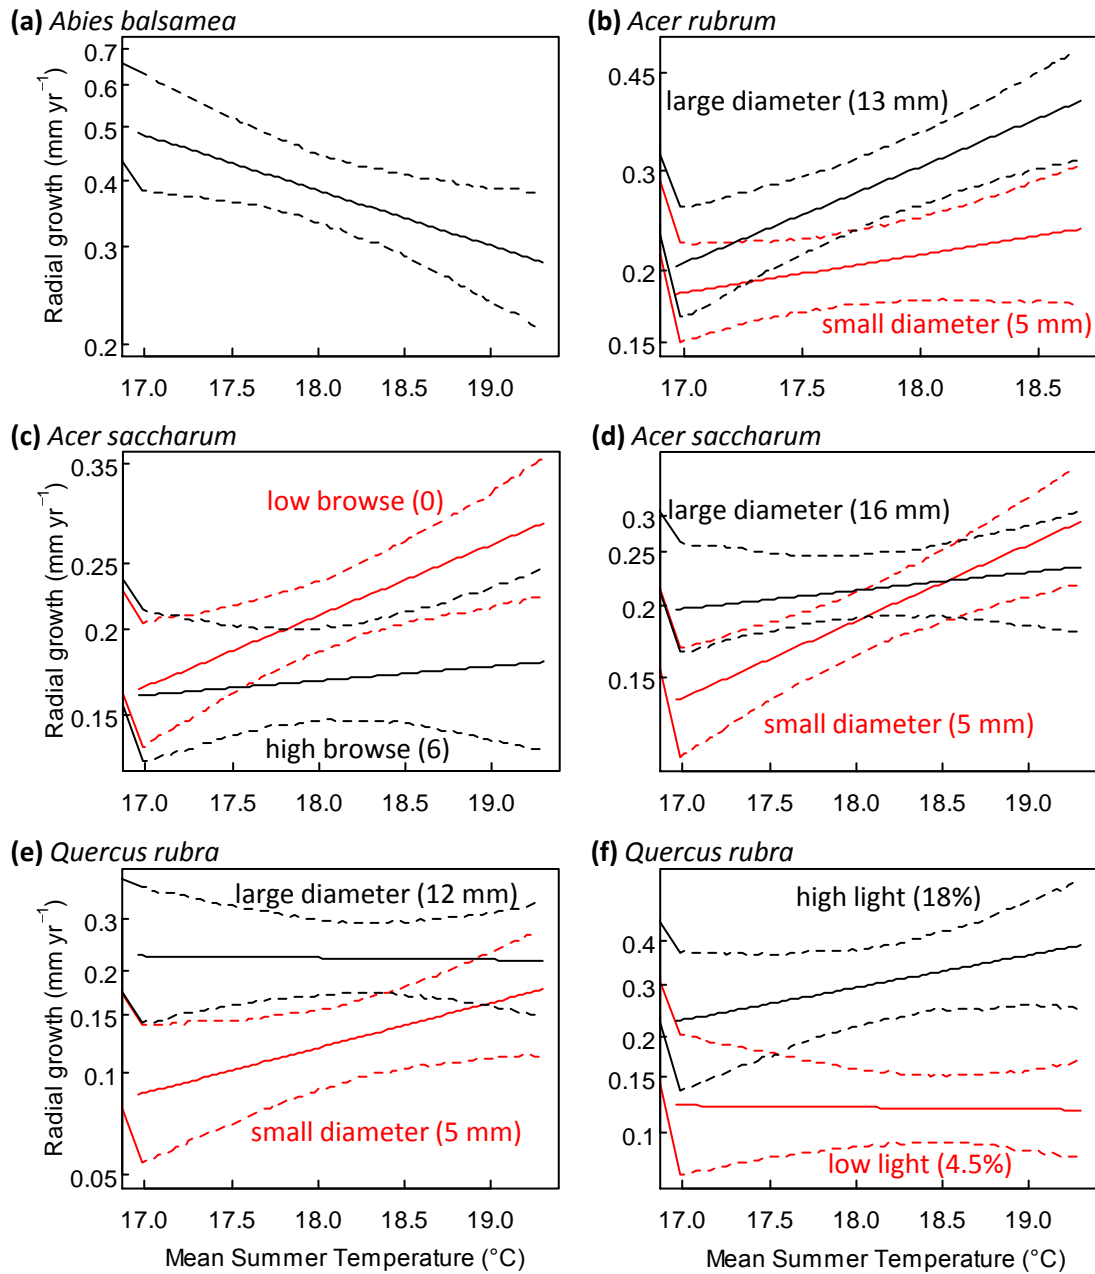 (a) Abies balsamea
(b) Acer rubrum
Radial growth (mm yr⁻¹)
0.7
0.6
0.5
0.4
0.3
0.2
17.0 17.5 18.0 18.5 19.0
0.45
0.3
0.2
0.15
large diameter (13 mm)
small diameter (5 mm)
17.0 17.5 18.0 18.5
(c) Acer saccharum
(d) Acer saccharum
Radial growth (mm yr⁻¹)
0.35
0.25
0.2
0.15
low browse (0)
high browse (6)
17.0 17.5 18.0 18.5 19.0
0.3
0.25
0.2
0.15
large diameter (16 mm)
small diameter (5 mm)
17.0 17.5 18.0 18.5 19.0
(e) Quercus rubra
(f) Quercus rubra
Radial growth (mm yr⁻¹)
0.3
0.2
0.15
0.1
0.05
large diameter (12 mm)
small diameter (5 mm)
17.0 17.5 18.0 18.5 19.0
Mean Summer Temperature (°C)
0.4
0.3
0.2
0.15
0.1
high light (18%)
low light (4.5%)
17.0 17.5 18.0 18.5 19.0
Mean Summer Temperature (°C)